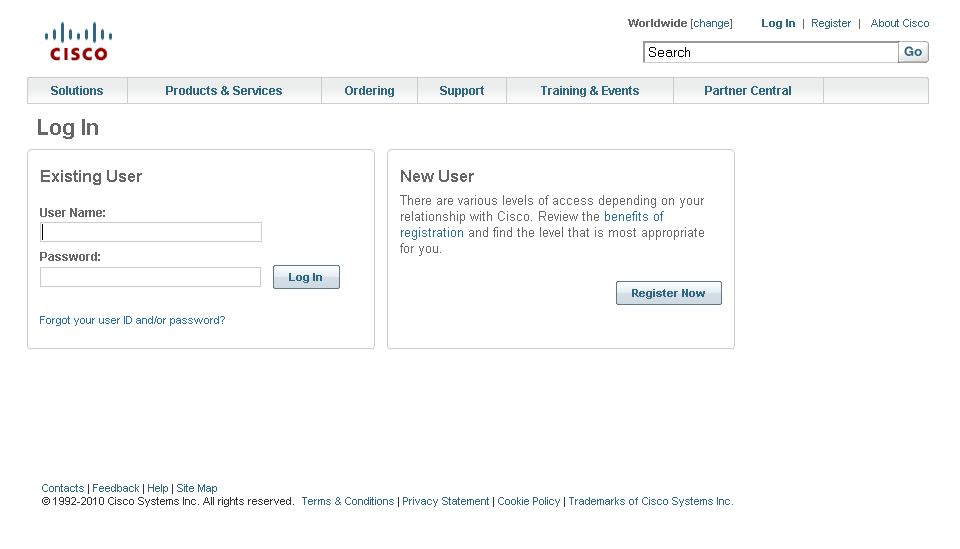 CISCO
Worldwide [change] Log In | Register | About Cisco
Search Go
Solutions Products & Services Ordering Support Training & Events Partner Central
Log In
Existing User
User Name:
Password:
Log In
Forgot your user ID and/or password?
New User
There are various levels of access depending on your
relationship with Cisco. Review the benefits of
registration and find the level that is most appropriate
for you.
Register Now
Contacts | Feedback | Help | Site Map
© 1992-2010 Cisco Systems Inc. All rights reserved. Terms & Conditions | Privacy Statement | Cookie Policy | Trademarks of Cisco Systems Inc.